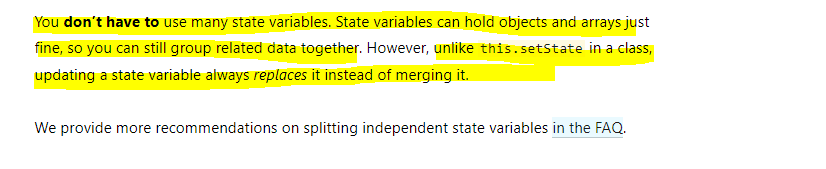 You don't have to use many state variables. State variables can hold objects and arrays just
fine, so you can still group related data together. However, unlike this.setState in a class,
updating a state variable always replaces it instead of merging it.
We provide more recommendations on splitting independent state variables in the FAQ.